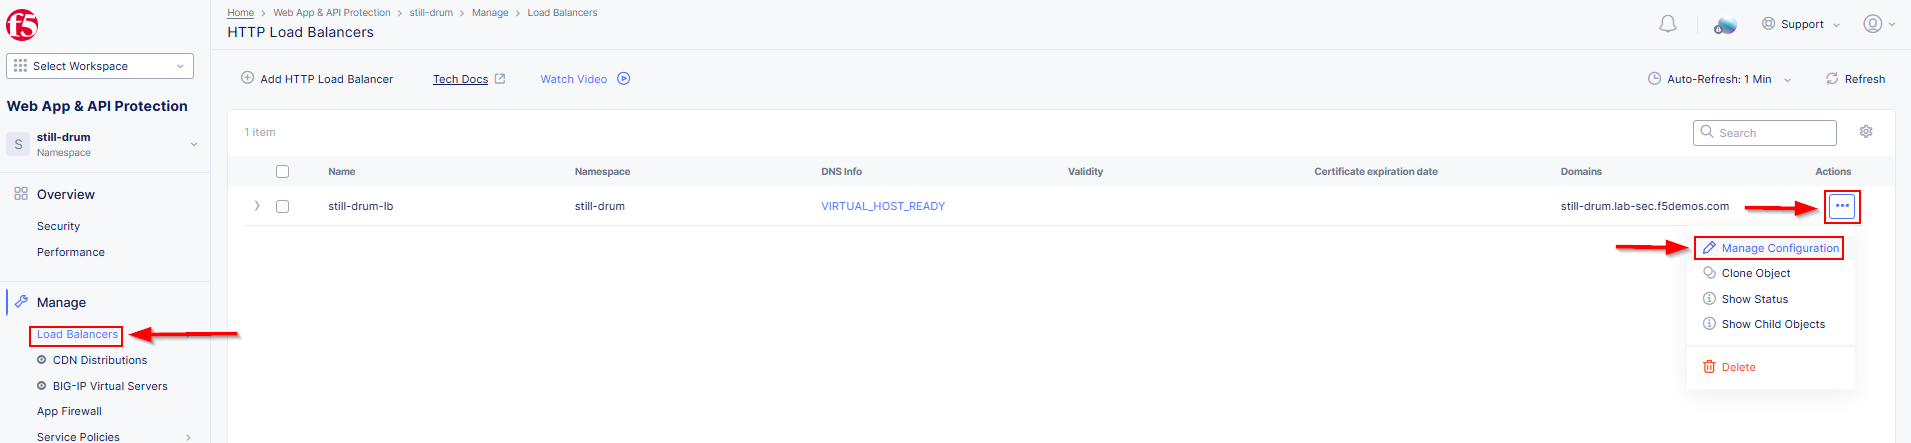 f5
Select Workspace
Web App & API Protection
S
still-drum
Namespace
Overview
Security
Performance
Manage
Load Balancers
CDN Distributions
BIG-IP Virtual Servers
App Firewall
Service Policies
Home > Web App & API Protection > still-drum > Manage > Load Balancers
HTTP Load Balancers
Support
Add HTTP Load Balancer Tech Docs Watch Video
Auto-Refresh: 1 Min Refresh
1 item
Search
Name Namespace DNS Info Validity Certificate expiration date Domains Actions
still-drum-lb still-drum VIRTUAL_HOST_READY still-drum.lab-sec.f5demos.com
Manage Configuration
Clone Object
Show Status
Show Child Objects
Delete